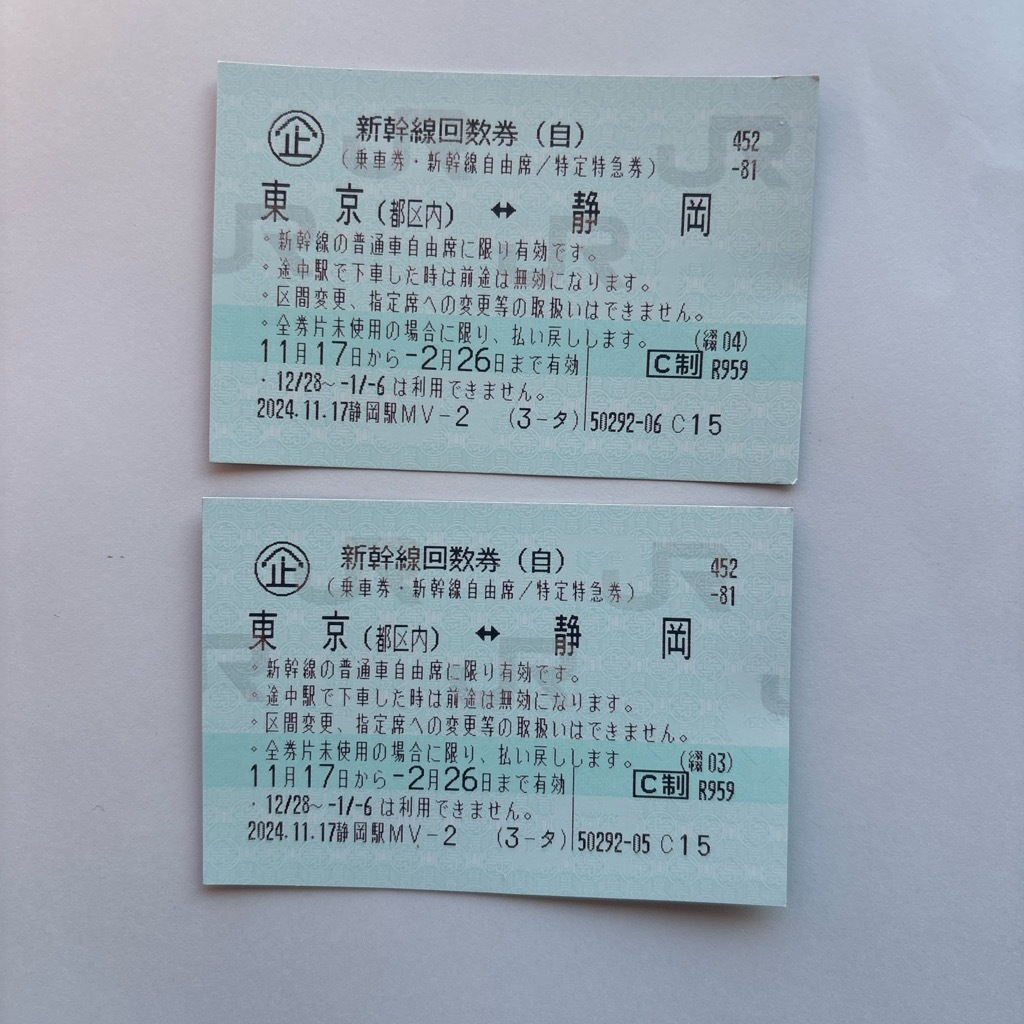 企 新幹線回数券（自） 452
（乗車券・新幹線自由席／特定特急券） -81
東　京（都区内） ↔ 静　岡
。新幹線の普通車自由席に限り有効です。
。途中駅で下車した時は前途は無効になります。
。区間変更、指定席への変更等の取扱いはできません。
。全券片未使用の場合に限り、払い戻しします。 （綴04）
11月17日から-2月26日まで有効 C制 R959
・12/28～-1/-6は利用できません。
2024.11.17静岡駅MV-2 （3-タ） 50292-06 C15
企 新幹線回数券（自） 452
（乗車券・新幹線自由席／特定特急券） -81
東　京（都区内） ↔ 静　岡
。新幹線の普通車自由席に限り有効です。
。途中駅で下車した時は前途は無効になります。
。区間変更、指定席への変更等の取扱いはできません。
。全券片未使用の場合に限り、払い戻しします。 （綴03）
11月17日から-2月26日まで有効 C制 R959
・12/28～-1/-6は利用できません。
2024.11.17静岡駅MV-2 （3-タ） 50292-05 C15